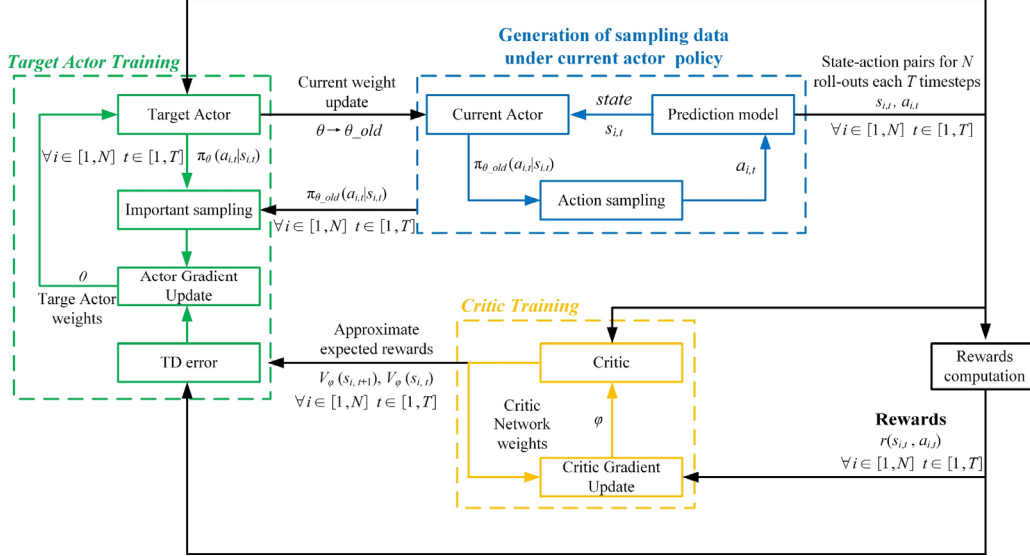 Generation of sampling data
under current actor policy
Target Actor Training
Target Actor
∀i∈[1,N] t∈[1,T]
π_θ(a_{i,t}|s_{i,t})
Important sampling
θ
Targe Actor
weights
Actor Gradient
Update
TD error
Current weight
update
θ→θ_old
π_{θ_old}(a_{i,t}|s_{i,t})
∀i∈[1,N] t∈[1,T]
Current Actor
state
s_{i,t}
Prediction model
π_{θ_old}(a_{i,t}|s_{i,t})
a_{i,t}
Action sampling
State-action pairs for N
roll-outs each T timesteps
s_{i,t}, a_{i,t}
∀i∈[1,N] t∈[1,T]
Critic Training
Approximate
expected rewards
V_φ(s_{i,t+1}), V_φ(s_{i,t})
∀i∈[1,N] t∈[1,T]
Critic
Critic
Network
weights
φ
Critic Gradient
Update
Rewards
computation
Rewards
r(s_{i,t}, a_{i,t})
∀i∈[1,N] t∈[1,T]